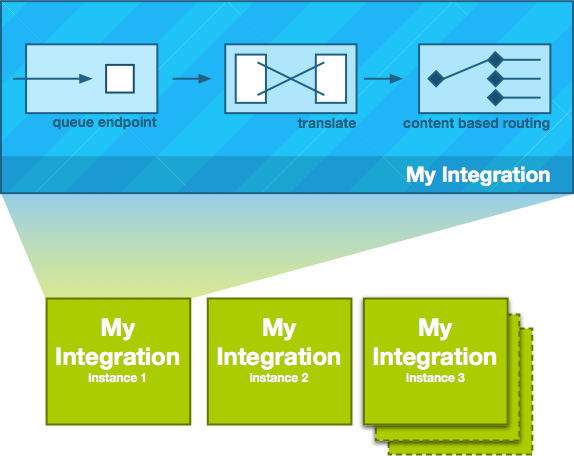 queue endpoint
translate
content based routing
My Integration
My
Integration
instance 1
My
Integration
instance 2
My
Integration
instance 3